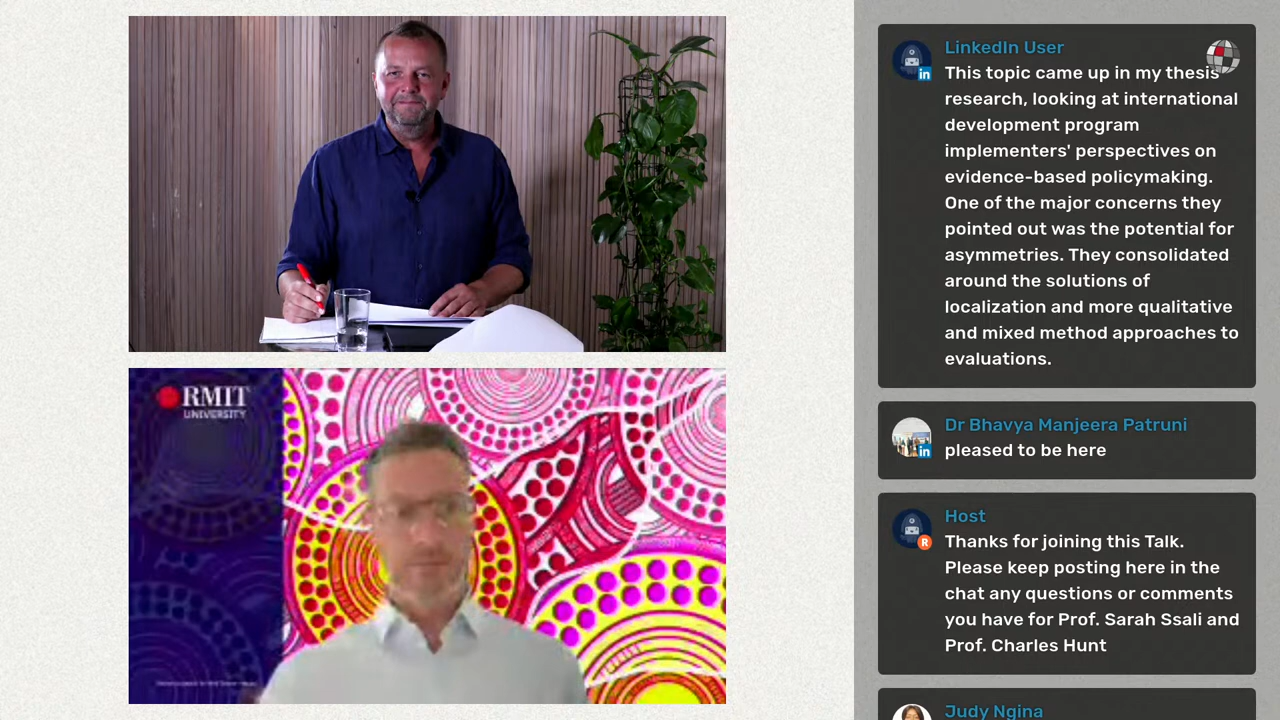 RMIT
UNIVERSITY
LinkedIn User
This topic came up in my thesis
research, looking at international
development program
implementers' perspectives on
evidence-based policymaking.
One of the major concerns they
pointed out was the potential for
asymmetries. They consolidated
around the solutions of
localization and more qualitative
and mixed method approaches to
evaluations.
Dr Bhavya Manjeera Patruni
pleased to be here
Host
Thanks for joining this Talk.
Please keep posting here in the
chat any questions or comments
you have for Prof. Sarah Ssali and
Prof. Charles Hunt
Judy Ngina